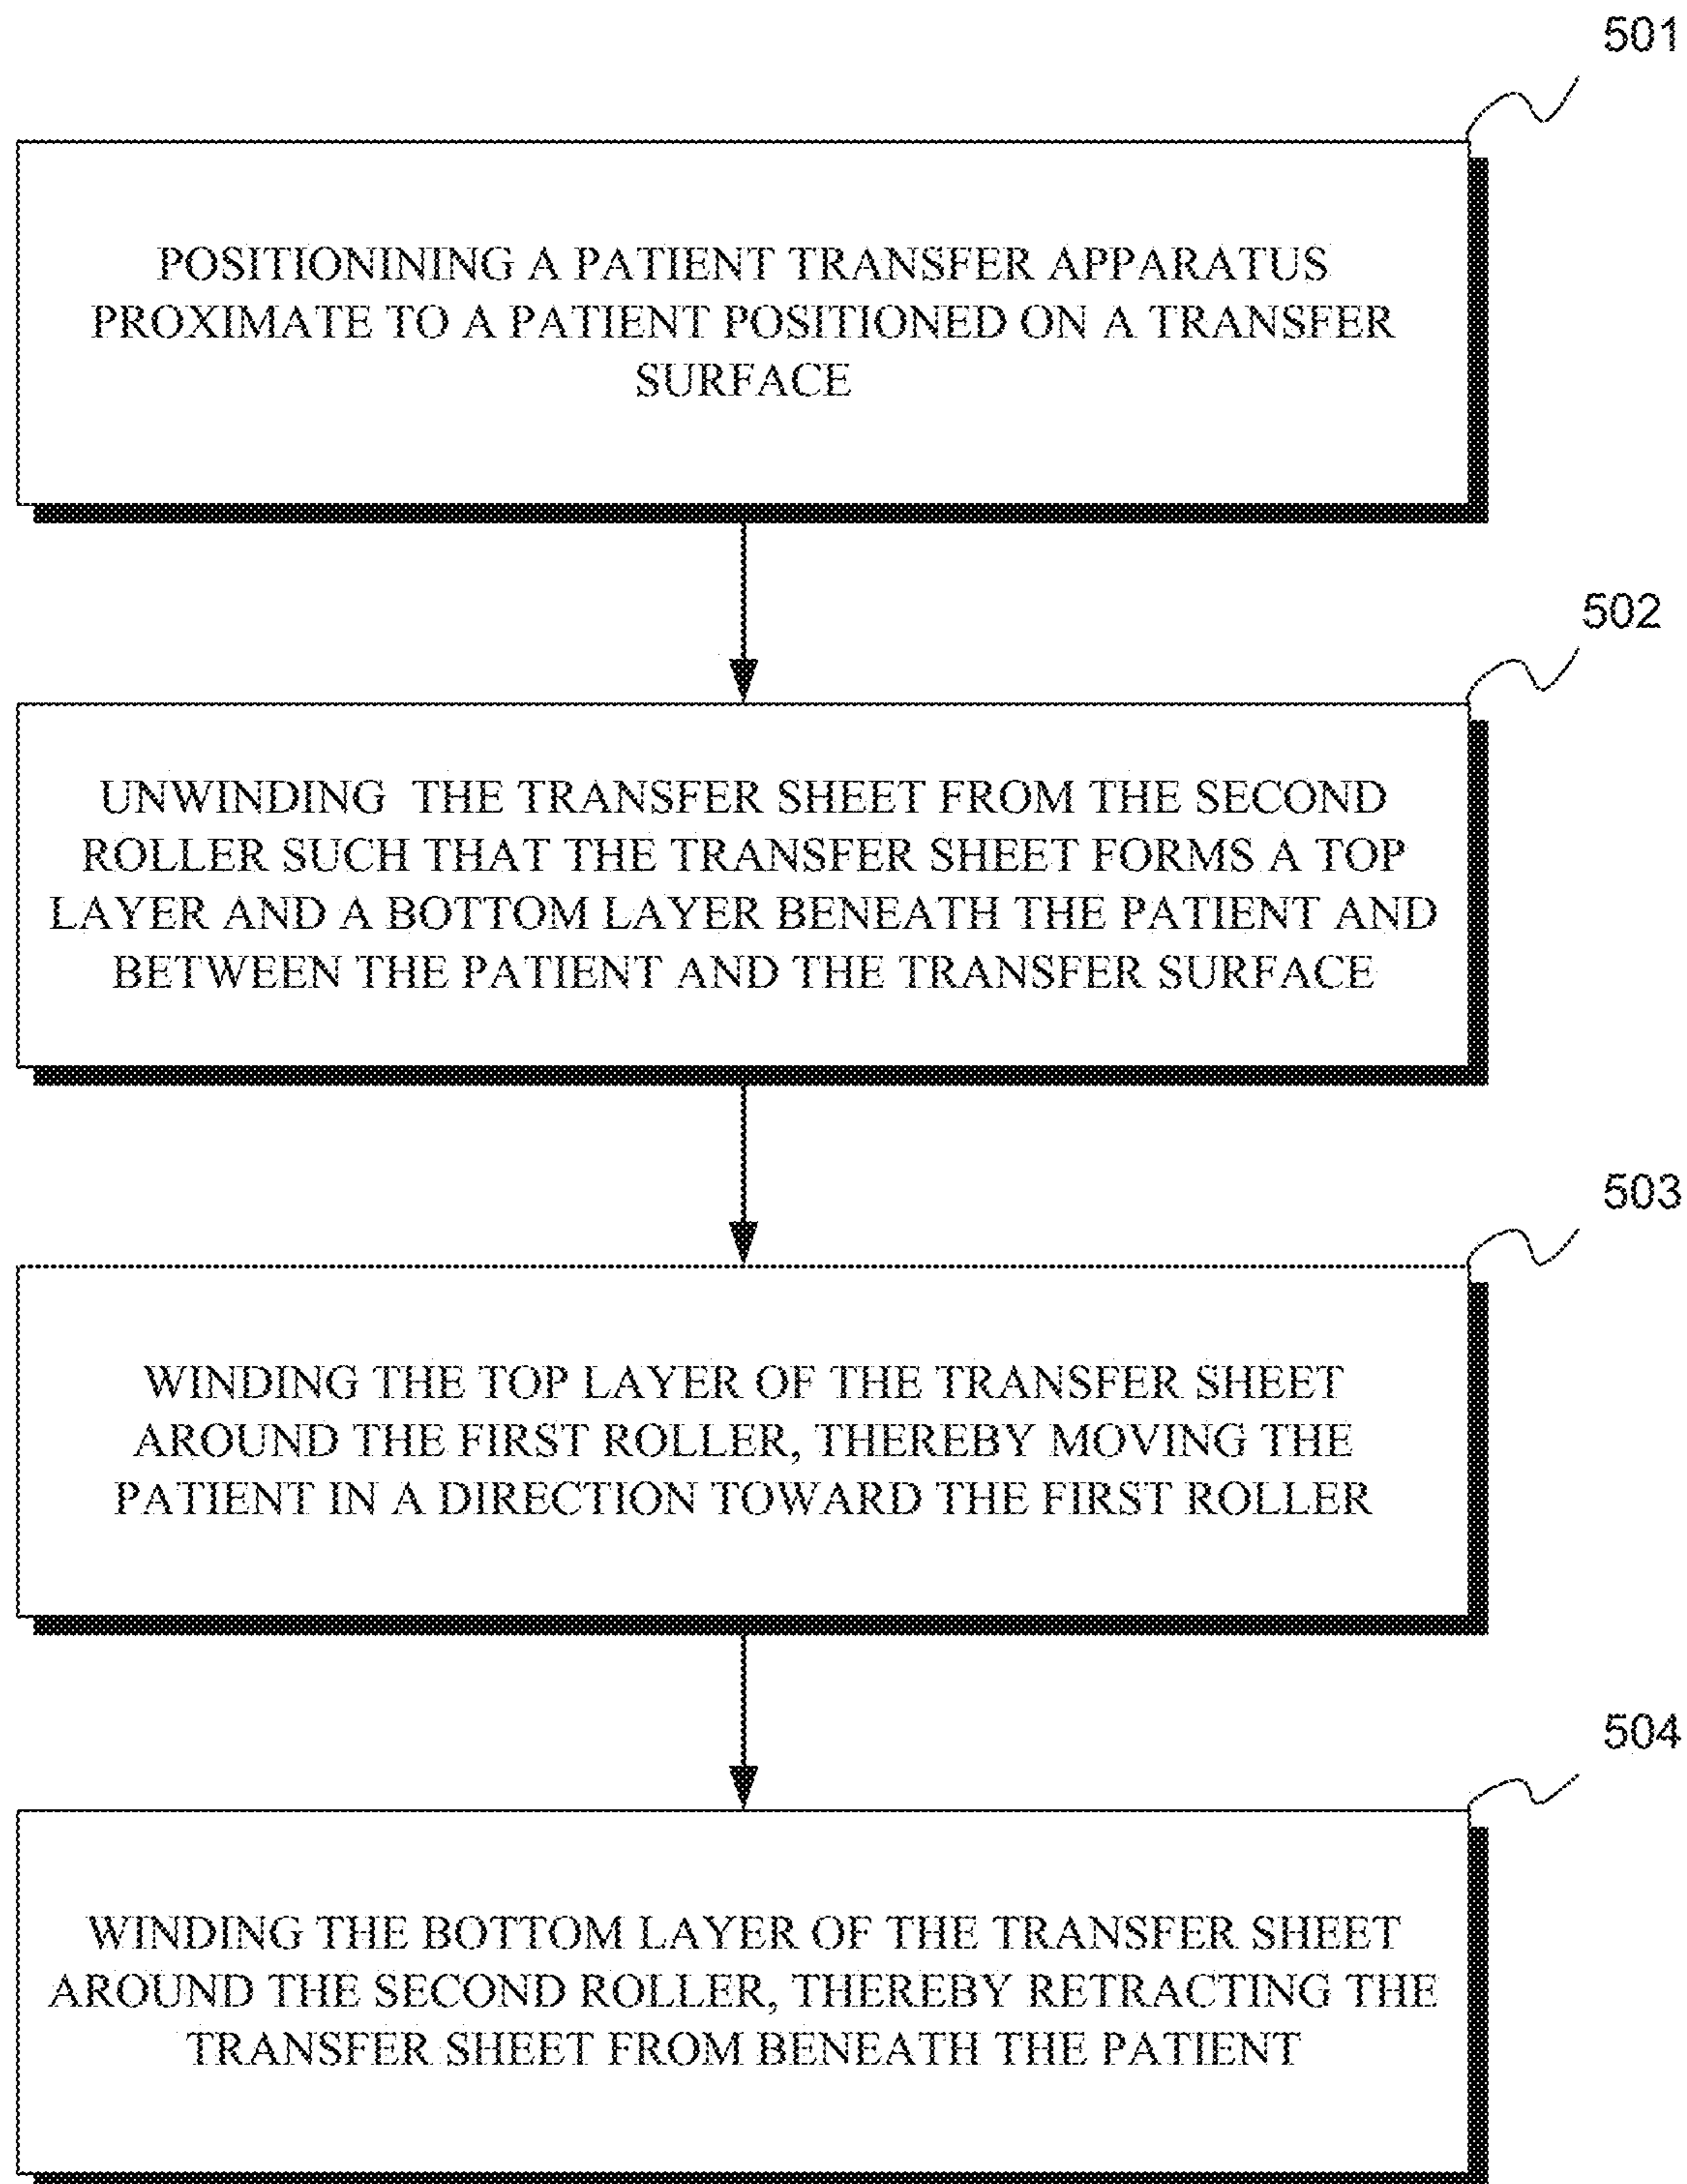 501
POSITIONINING A PATIENT TRANSFER APPARATUS
PROXIMATE TO A PATIENT POSITIONED ON A TRANSFER
SURFACE
502
UNWINDING THE TRANSFER SHEET FROM THE SECOND
ROLLER SUCH THAT THE TRANSFER SHEET FORMS A TOP
LAYER AND A BOTTOM LAYER BENEATH THE PATIENT AND
BETWEEN THE PATIENT AND THE TRANSFER SURFACE
503
WINDING THE TOP LAYER OF THE TRANSFER SHEET
AROUND THE FIRST ROLLER, THEREBY MOVING THE
PATIENT IN A DIRECTION TOWARD THE FIRST ROLLER
504
WINDING THE BOTTOM LAYER OF THE TRANSFER SHEET
AROUND THE SECOND ROLLER, THEREBY RETRACTING THE
TRANSFER SHEET FROM BENEATH THE PATIENT